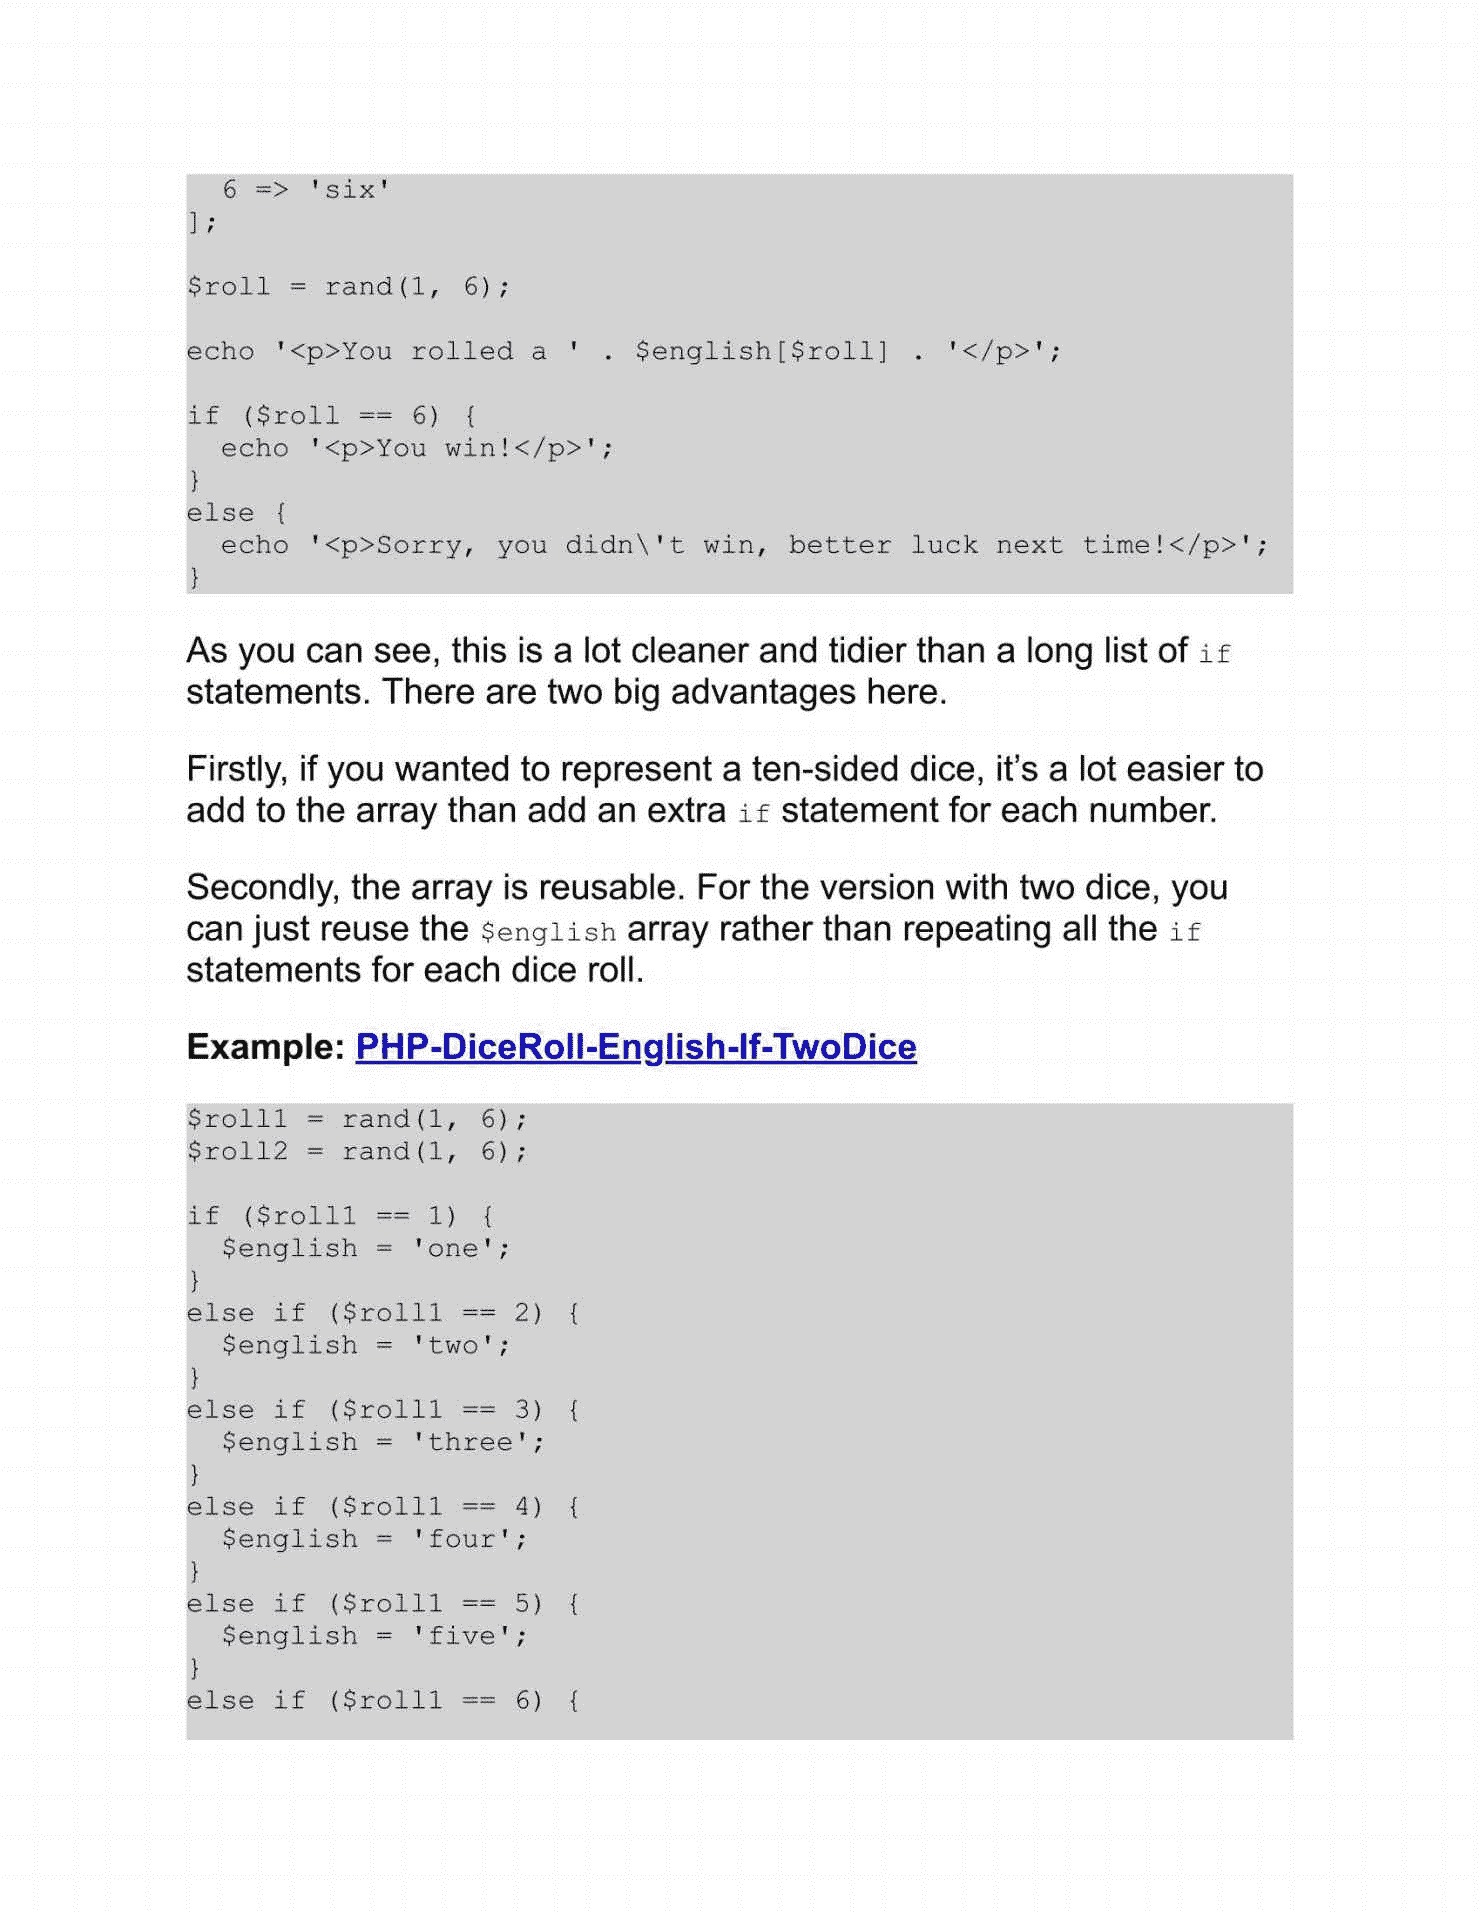 6 => 'six'
];

$roll = rand(1, 6);

echo '<p>You rolled a ' . $english[$roll] . '</p>';

if ($roll == 6) {
  echo '<p>You win!</p>';
}
else {
  echo '<p>Sorry, you didn\'t win, better luck next time!</p>';
}

As you can see, this is a lot cleaner and tidier than a long list of if
statements. There are two big advantages here.

Firstly, if you wanted to represent a ten-sided dice, it’s a lot easier to
add to the array than add an extra if statement for each number.

Secondly, the array is reusable. For the version with two dice, you
can just reuse the $english array rather than repeating all the if
statements for each dice roll.

Example: PHP-DiceRoll-English-If-TwoDice

$roll1 = rand(1, 6);
$roll2 = rand(1, 6);

if ($roll1 == 1) {
  $english = 'one';
}
else if ($roll1 == 2) {
  $english = 'two';
}
else if ($roll1 == 3) {
  $english = 'three';
}
else if ($roll1 == 4) {
  $english = 'four';
}
else if ($roll1 == 5) {
  $english = 'five';
}
else if ($roll1 == 6) {